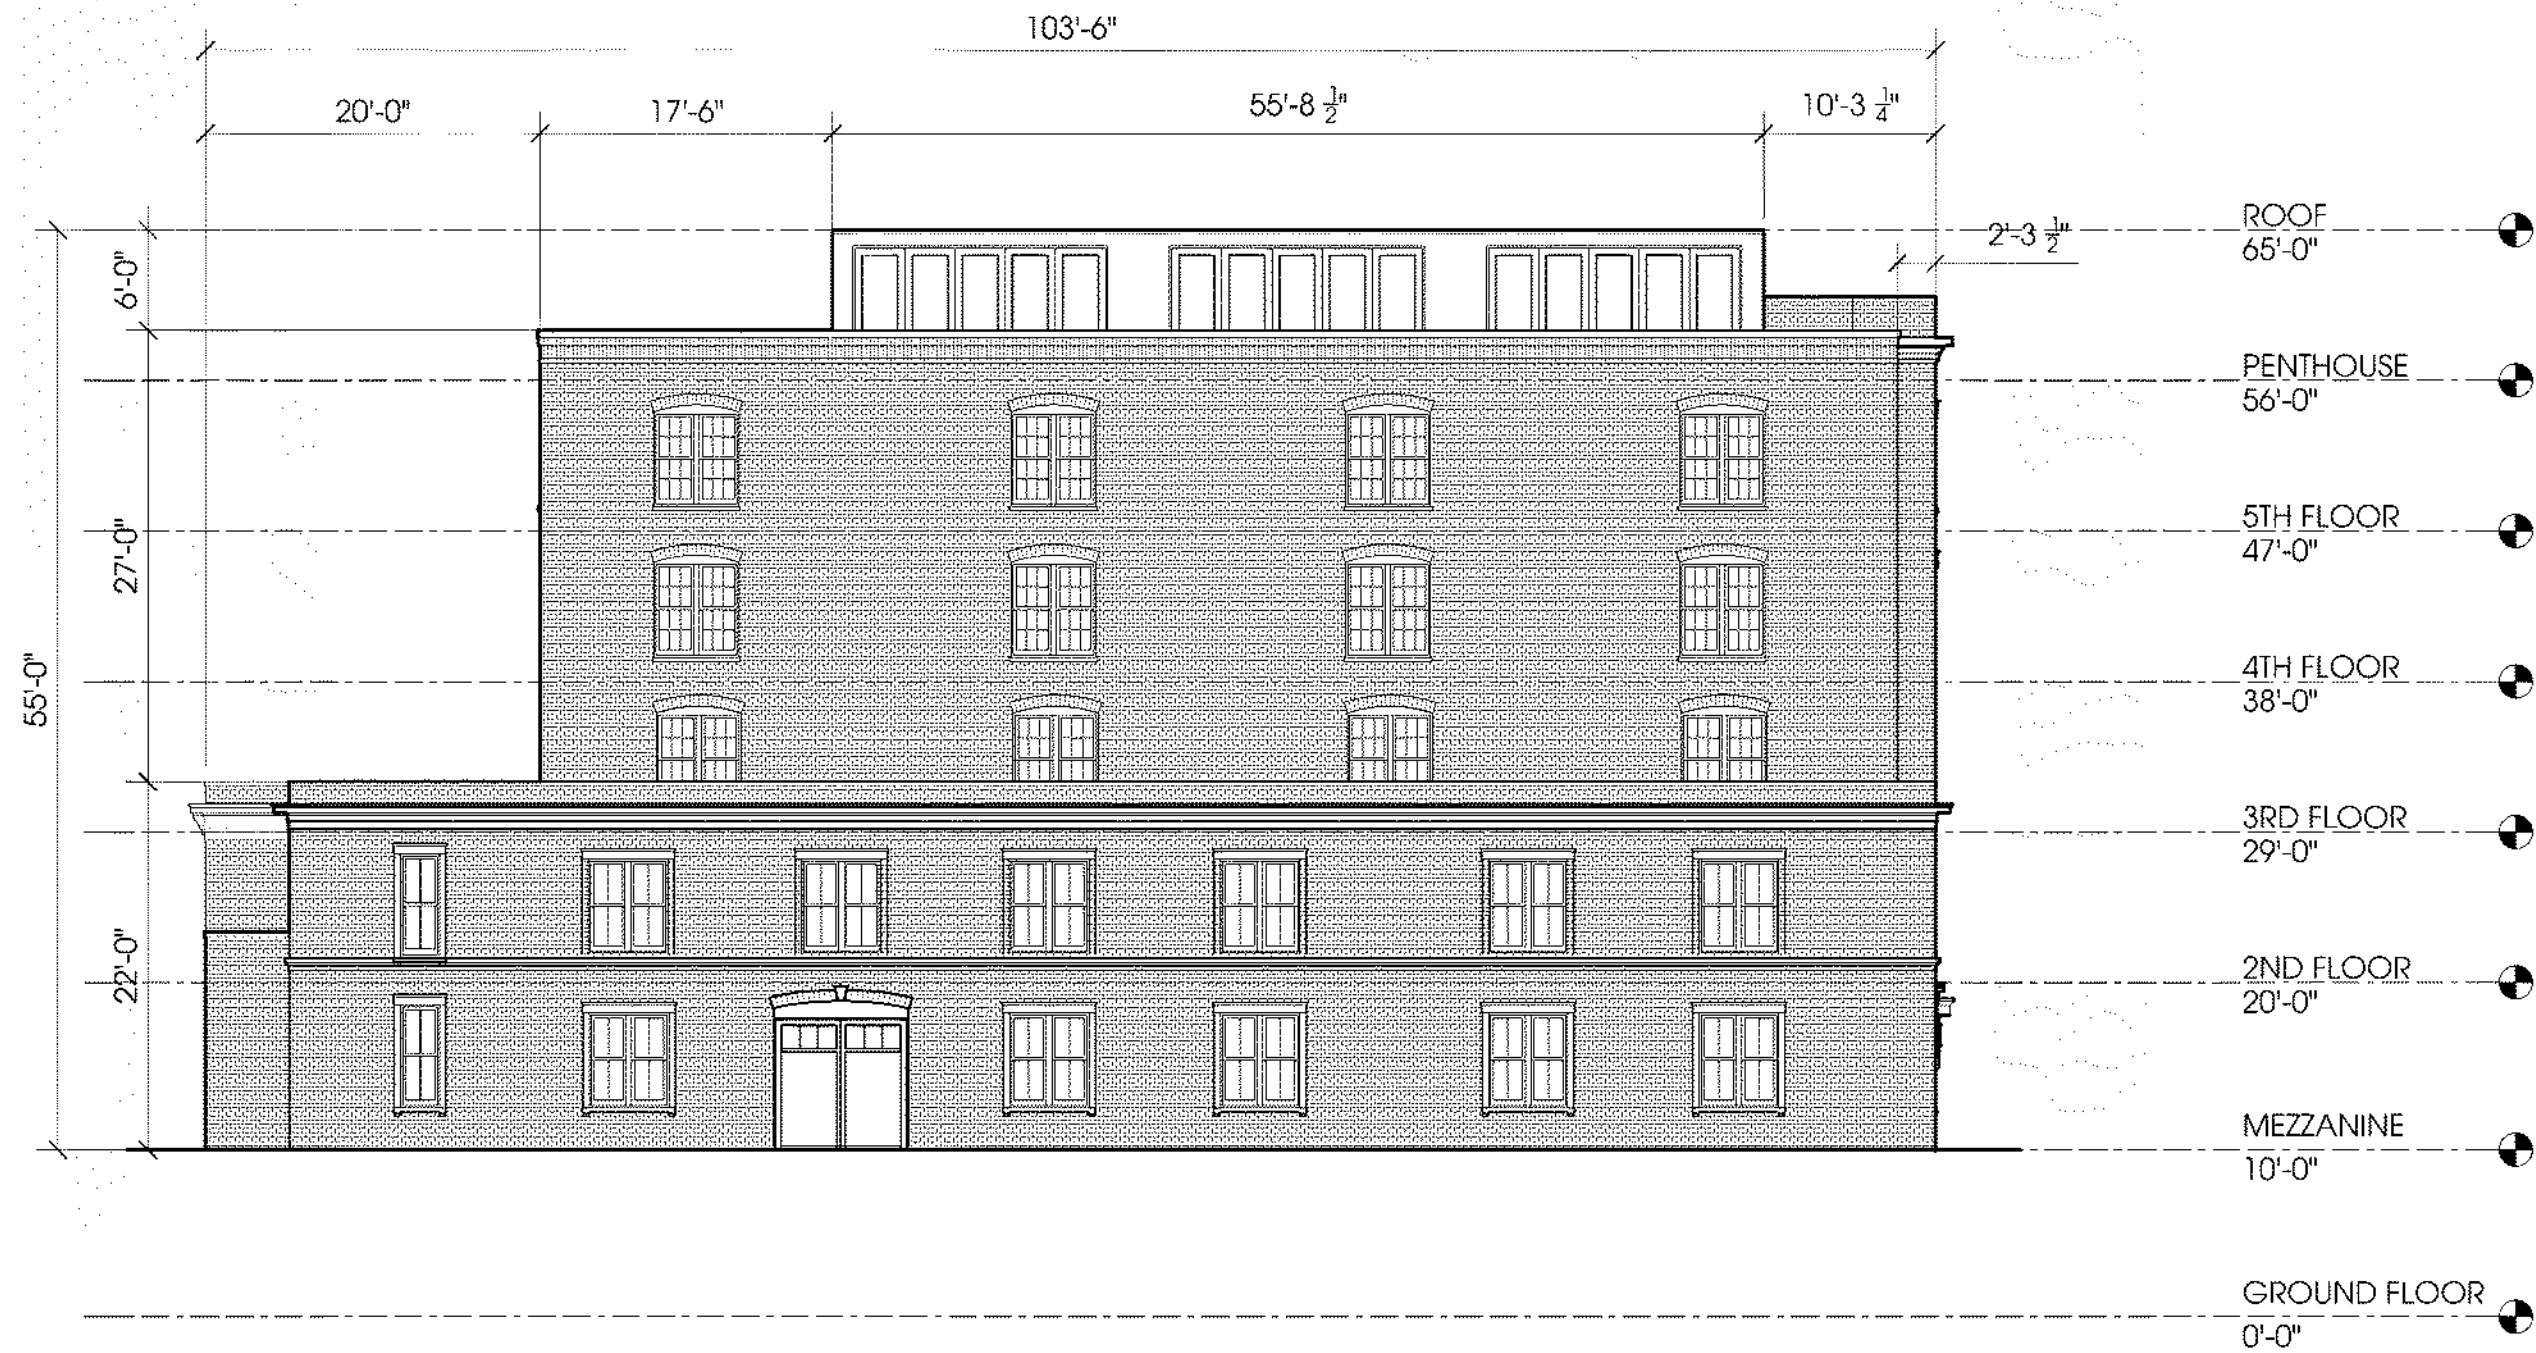 103'-6"
20'-0"
17'-6"
55'-8 1/2"
10'-3 1/4"
2'-3 1/2"
6'-0"
27'-0"
55'-0"
22'-0"
ROOF
65'-0"
PENTHOUSE
56'-0"
5TH FLOOR
47'-0"
4TH FLOOR
38'-0"
3RD FLOOR
29'-0"
2ND FLOOR
20'-0"
MEZZANINE
10'-0"
GROUND FLOOR
0'-0"